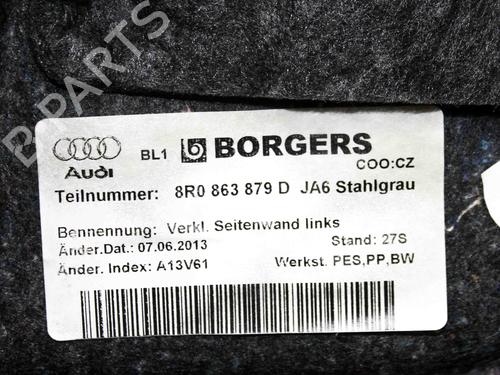 B-PARTS
Audi BL1 BORGERS
COO:CZ
Teilnummer: 8R0 863 879 D JA6 Stahlgrau
Bennennung: Verkl. Seitenwand links
Änder.Dat.: 07.06.2013 Stand: 27S
Änder. Index: A13V61 Werkst. PES,PP,BW